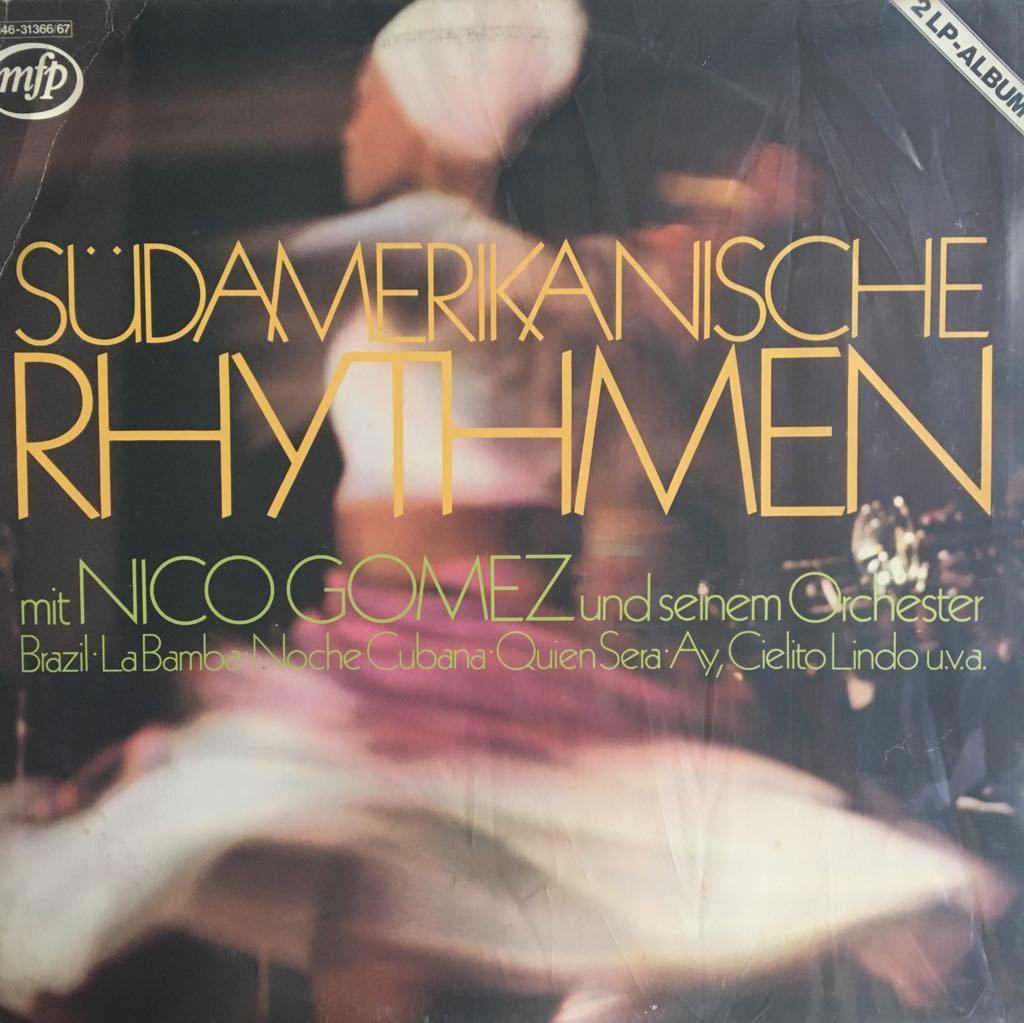 46-31366/67
mfp
2 LP-ALBUM
SÜDAMERIKANISCHE
RHYTHMEN
mit NICO GOMEZ und seinem Orchester
Brazil · La Bamba · Noche Cubana · Quien Sera · Ay, Cielito Lindo u.v.a.